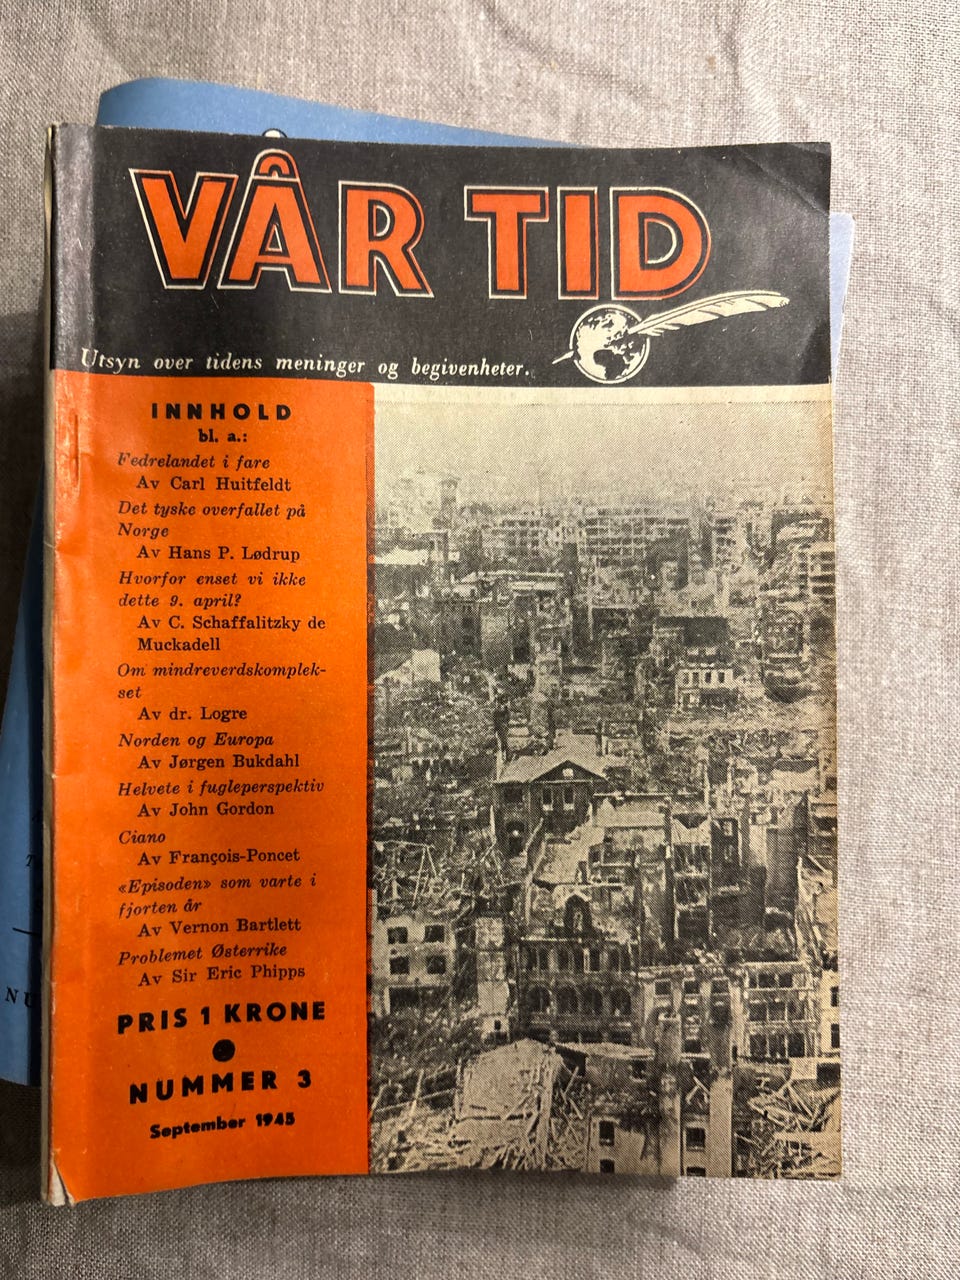 VÅR TID
Utsyn over tidens meninger og begivenheter.
INNHOLD
bl. a.:
Fedrelandet i fare
Av Carl Huitfeldt
Det tyske overfallet på
Norge
Av Hans P. Lødrup
Hvorfor enset vi ikke
dette 9. april?
Av C. Schaffalitzky de
Muckadell
Om mindreverdskomplek-
set
Av dr. Logre
Norden og Europa
Av Jørgen Bukdahl
Helvete i fugleperspektiv
Av John Gordon
Ciano
Av François-Poncet
«Episoden» som varte i
fjorten år
Av Vernon Bartlett
Problemet Østerrike
Av Sir Eric Phipps
PRIS 1 KRONE
NUMMER 3
September 1945
NU